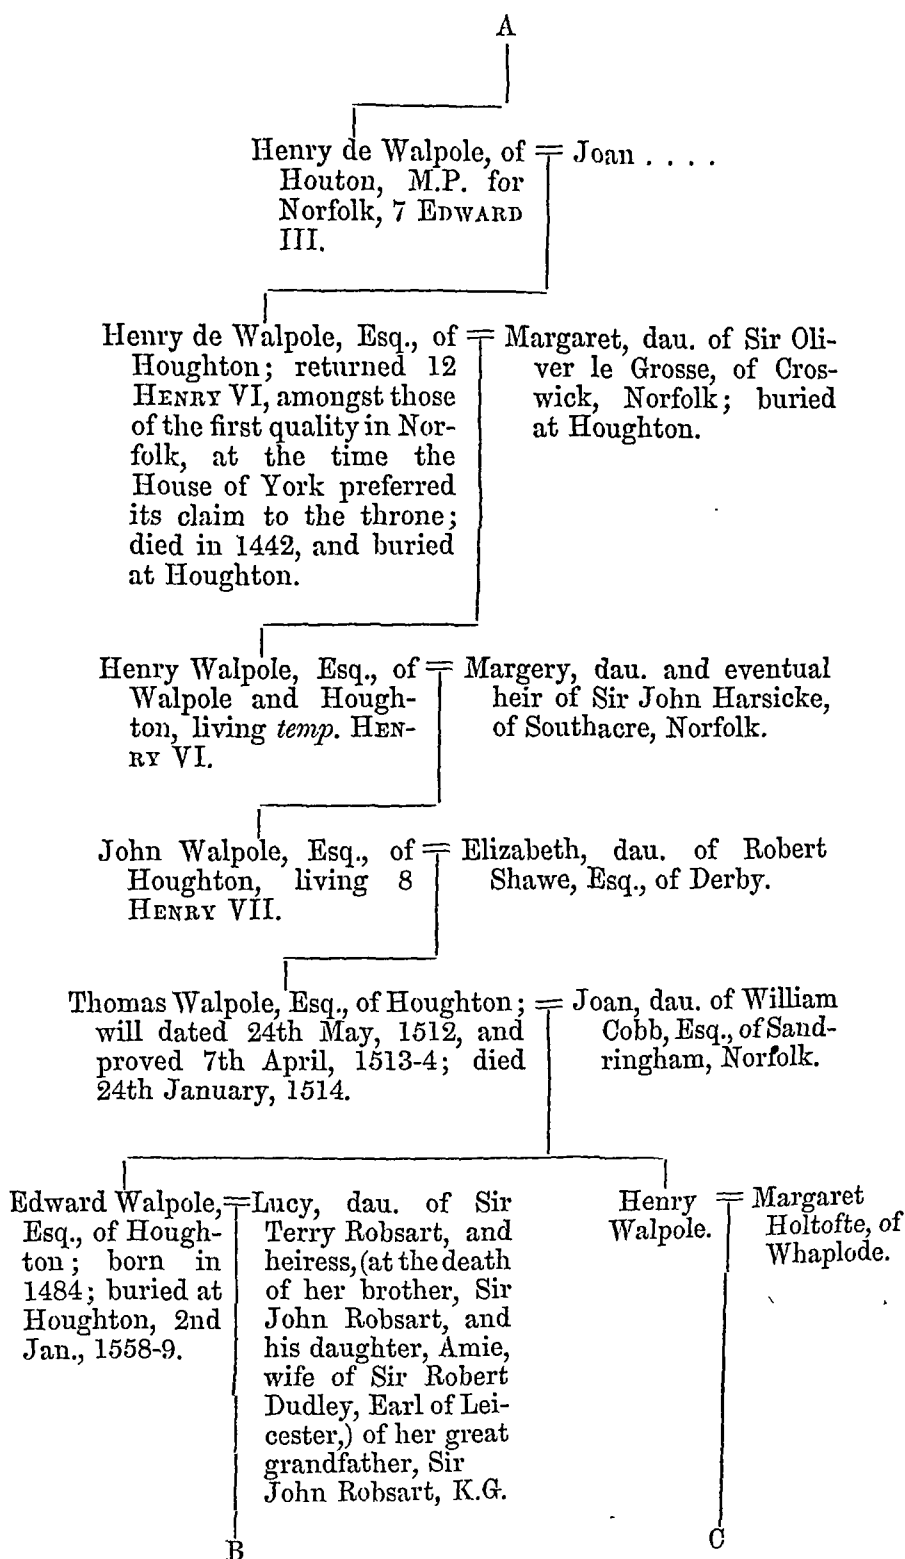 A
Henry de Walpole, of
Houton, M.P. for
Norfolk, 7 EDWARD
III.
= Joan . . . .
Henry de Walpole, Esq., of
Houghton; returned 12
HENRY VI, amongst those
of the first quality in Nor-
folk, at the time the
House of York preferred
its claim to the throne;
died in 1442, and buried
at Houghton.
= Margaret, dau. of Sir Oli-
ver le Grosse, of Cros-
wick, Norfolk; buried
at Houghton.
Henry Walpole, Esq., of
Walpole and Hough-
ton, living temp. HEN-
RY VI.
= Margery, dau. and eventual
heir of Sir John Harsicke,
of Southacre, Norfolk.
John Walpole, Esq., of
Houghton, living 8
HENRY VII.
= Elizabeth, dau. of Robert
Shawe, Esq., of Derby.
Thomas Walpole, Esq., of Houghton;
will dated 24th May, 1512, and
proved 7th April, 1513-4; died
24th January, 1514.
= Joan, dau. of William
Cobb, Esq., of Sand-
ringham, Norfolk.
Edward Walpole,
Esq., of Hough-
ton; born in
1484; buried at
Houghton, 2nd
Jan., 1558-9.
= Lucy, dau. of Sir
Terry Robsart, and
heiress, (at the death
of her brother, Sir
John Robsart, and
his daughter, Amie,
wife of Sir Robert
Dudley, Earl of Lei-
cester,) of her great
grandfather, Sir
John Robsart, K.G.
Henry
Walpole.
= Margaret
Holtofte, of
Whaplode.
B
C